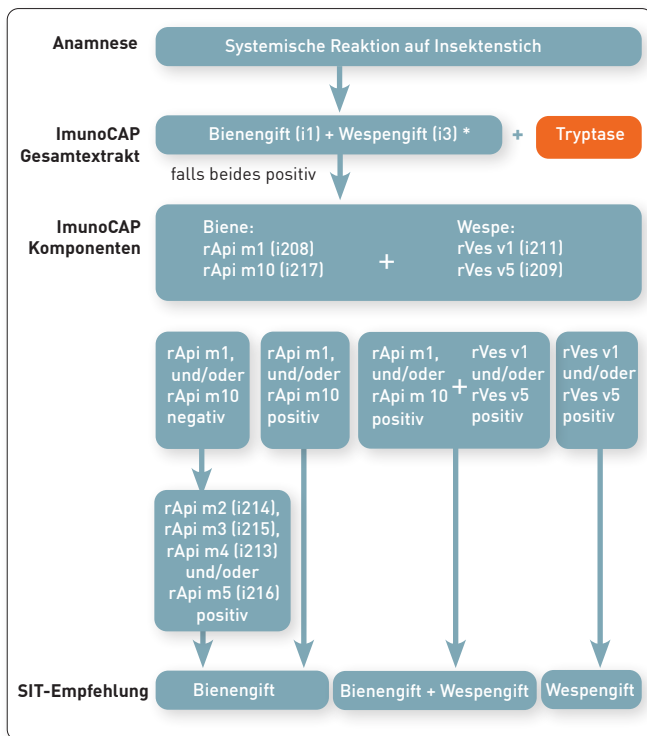 Anamnese
Systemische Reaktion auf Insektenstich
ImunoCAP
Gesamtextrakt
Bienengift (i1) + Wespengift (i3) *
+
Tryptase
falls beides positiv
ImunoCAP
Komponenten
Biene:
rApi m1 (i208)
rApi m10 (i217)
+
Wespe:
rVes v1 (i211)
rVes v5 (i209)
rApi m1,
und/oder
rApi m10
negativ
rApi m1,
und/oder
rApi m10
positiv
rApi m1,
und/oder
rApi m 10
positiv
+
rVes v1
und/oder
rVes v5
positiv
rVes v1
und/oder
rVes v5
positiv
rApi m2 (i214),
rApi m3 (i215),
rApi m4 (i213)
und/oder
rApi m5 (i216)
positiv
SIT-Empfehlung
Bienengift
Bienengift + Wespengift
Wespengift